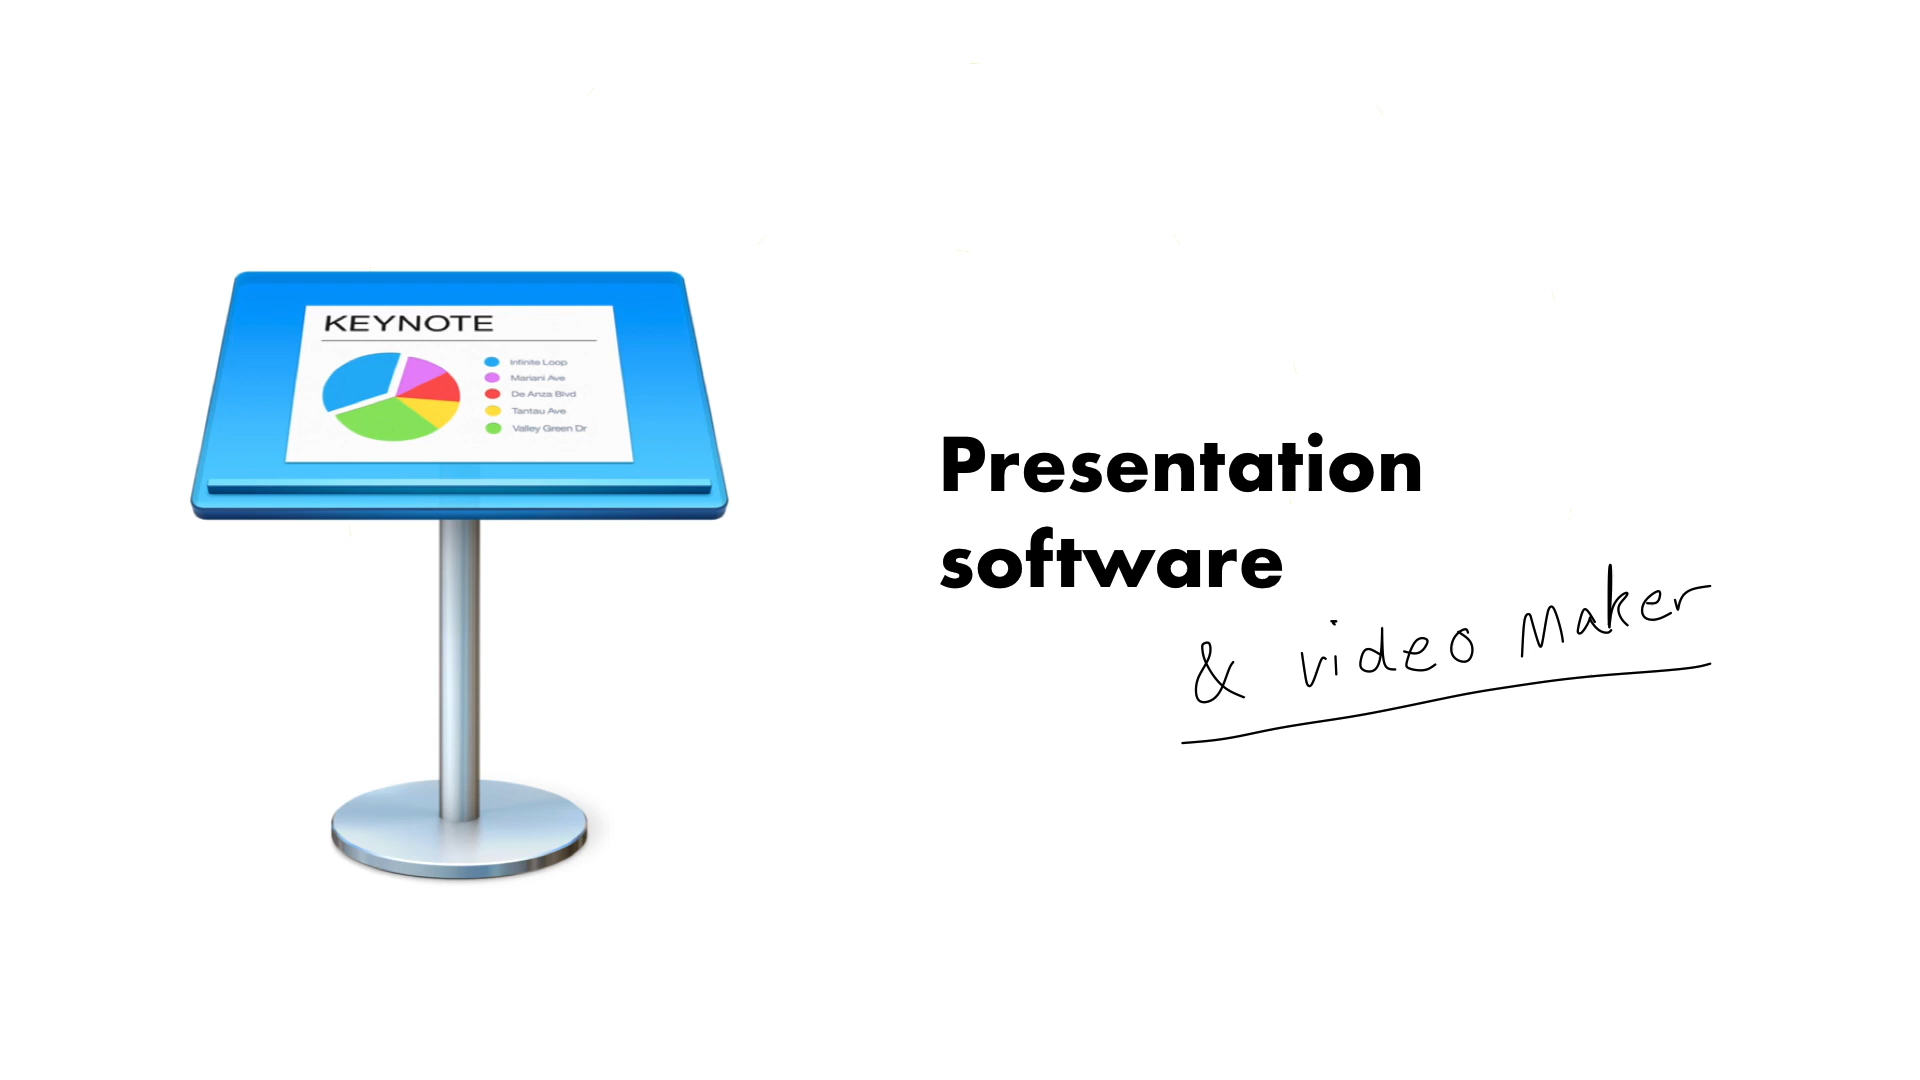 KEYNOTE
Infinite Loop
Mariani Ave
De Anza Blvd
Tantau Ave
Valley Green Dr
Presentation
software
& video Maker